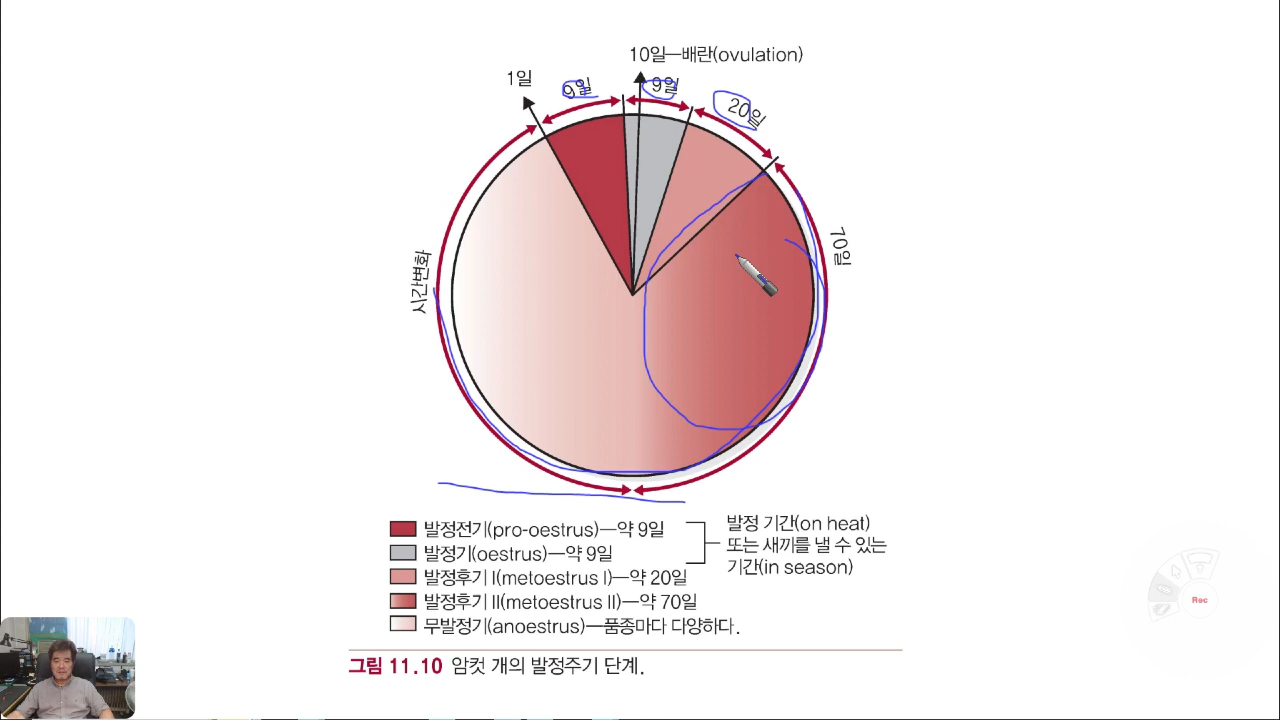 10일—배란(ovulation)
1일
9일
9일
20일
70일
시간변화
발정전기(pro-oestrus)—약 9일
발정기(oestrus)—약 9일
발정후기 I(metoestrus I)—약 20일
발정후기 II(metoestrus II)—약 70일
무발정기(anoestrus)—품종마다 다양하다.
발정 기간(on heat)
또는 새끼를 낼 수 있는
기간(in season)
그림 11.10 암컷 개의 발정주기 단계.
Rec